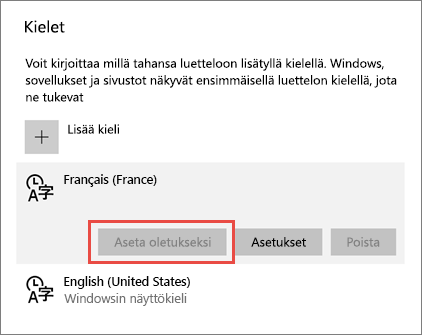 Kielet
Voit kirjoittaa millä tahansa luetteloon lisätyllä kielellä. Windows,
sovellukset ja sivustot näkyvät ensimmäisellä luettelon kielellä, jota
ne tukevat
Lisää kieli
Français (France)
Aseta oletukseksi Asetukset Poista
English (United States)
Windowsin näyttökieli